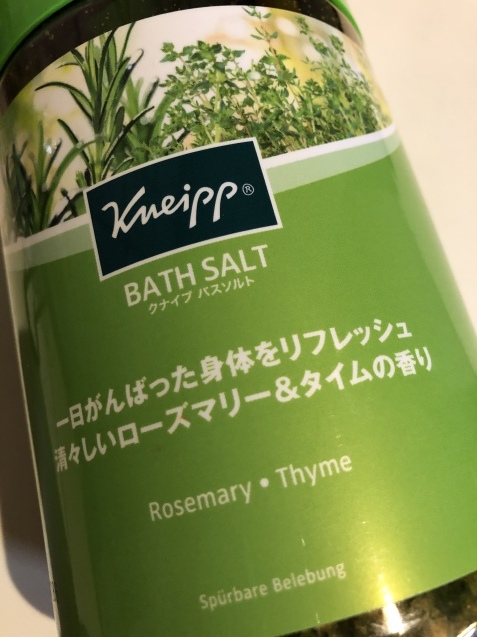 Kneipp®
BATH SALT
クナイプ バスソルト
一日がんばった身体をリフレッシュ
清々しいローズマリー&タイムの香り
Rosemary • Thyme
Spürbare Belebung